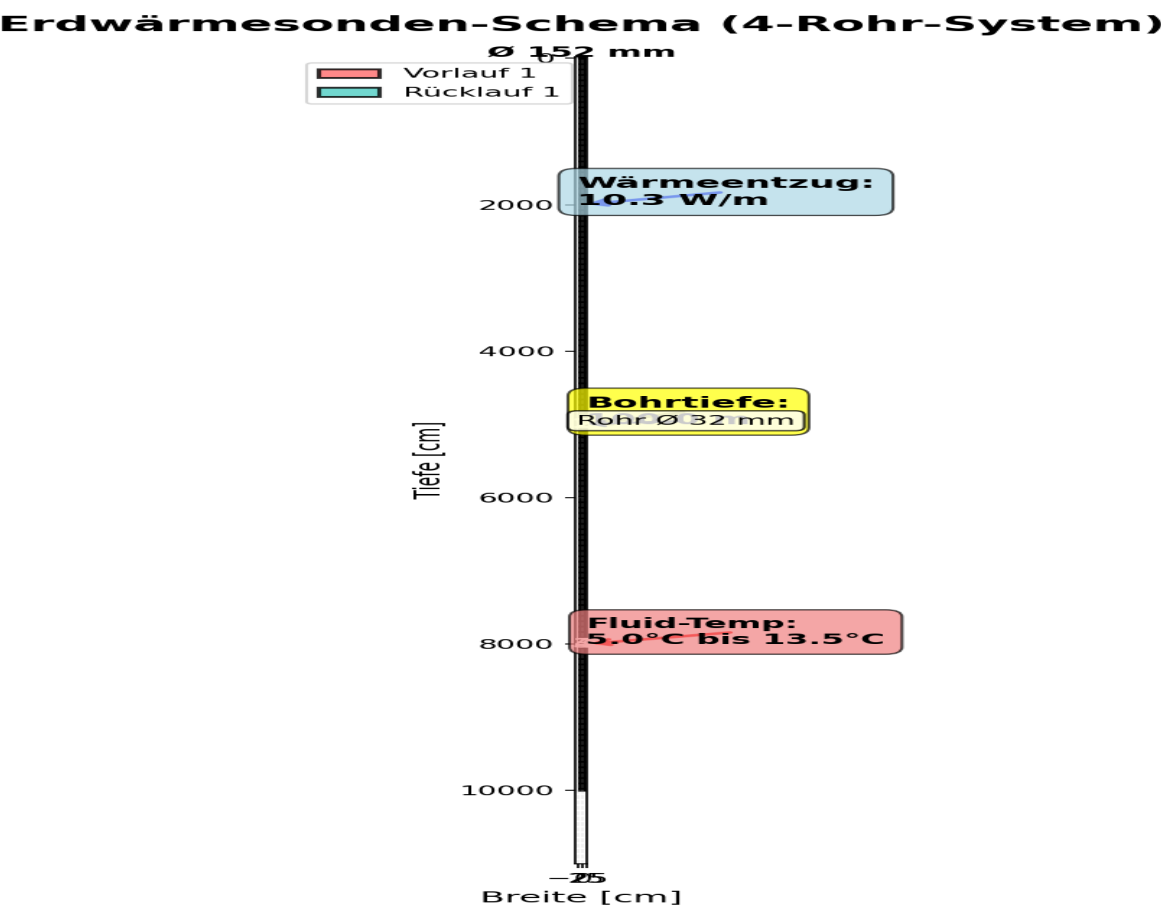 Erdwärmesonden-Schema (4-Rohr-System)
Ø 152 mm
0
Vorlauf 1
Rücklauf 1
Wärmeentzug:
10.3 W/m
2000
4000
Bohrtiefe:
Rohr Ø 32 mm
Tiefe [cm]
6000
Fluid-Temp:
5.0°C bis 13.5°C
8000
10000
Breite [cm]